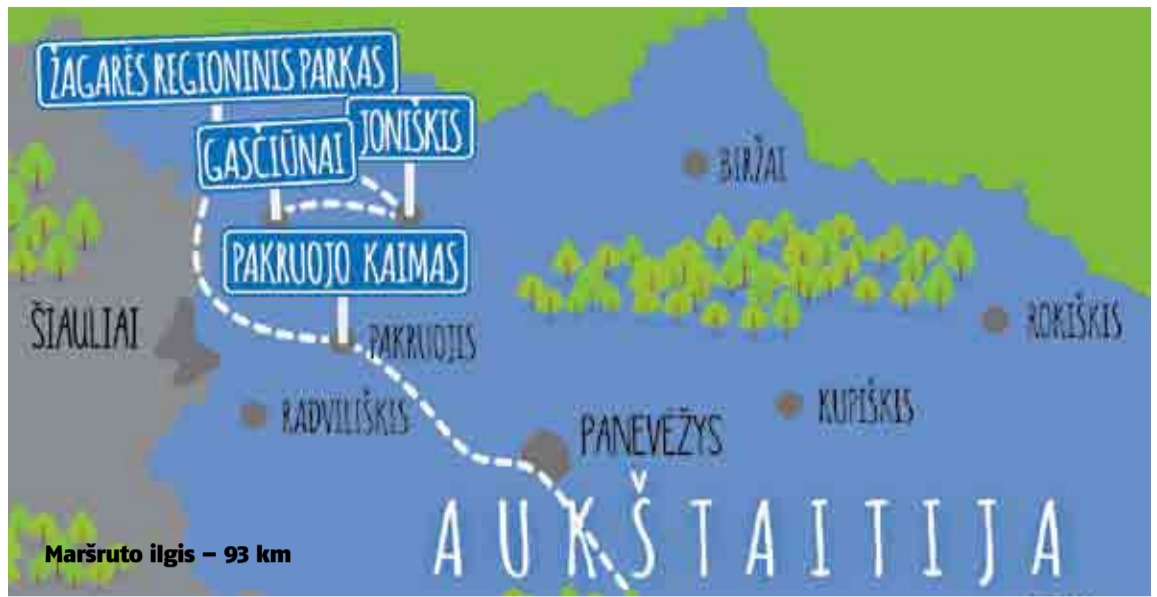 ŽAGARĖS REGIONINIS PARKAS
JONIŠKIS
GASČIŪNAI
BIRŽAI
PAKRUOJO KAIMAS
ŠIAULIAI
PAKRUOJIS
ROKIŠKIS
RADVILIŠKIS
KUPIŠKIS
PANEVĖŽYS
AUKŠTAITIJA
Maršruto ilgis – 93 km